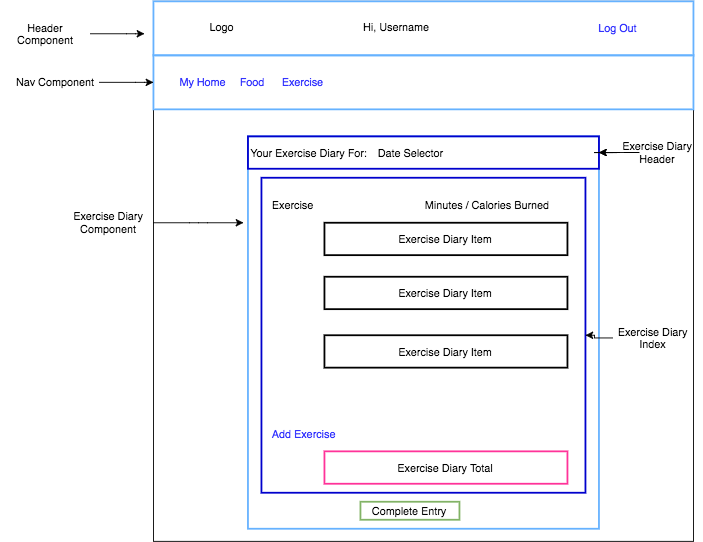 Header
Component
Logo
Hi, Username
Log Out
Nav Component
My Home
Food
Exercise
Your Exercise Diary For:
Date Selector
Exercise Diary
Header
Exercise Diary
Component
Exercise
Minutes / Calories Burned
Exercise Diary Item
Exercise Diary Item
Exercise Diary Item
Exercise Diary
Index
Add Exercise
Exercise Diary Total
Complete Entry